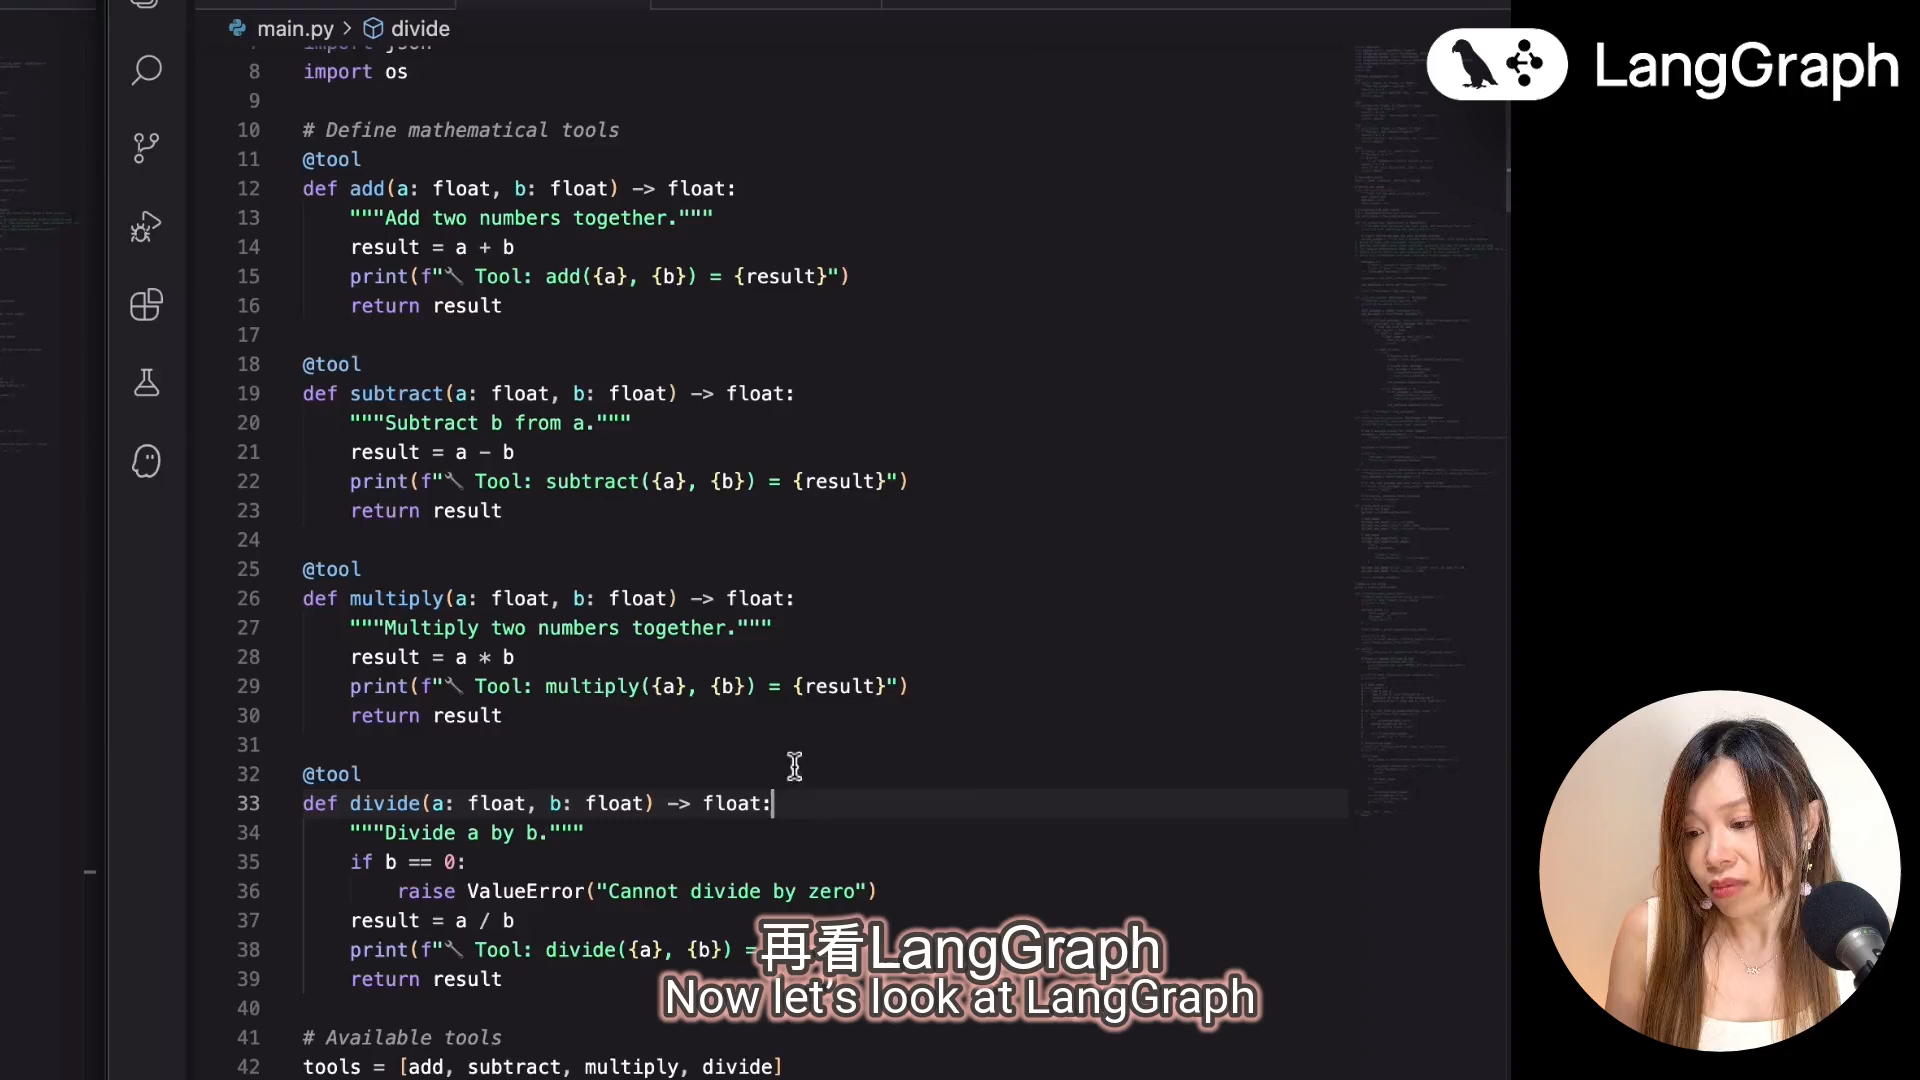 main.py > divide
LangGraph
8 import os
9
10 # Define mathematical tools
11 @tool
12 def add(a: float, b: float) -> float:
13 """Add two numbers together."""
14 result = a + b
15 print(f"🔧 Tool: add({a}, {b}) = {result}")
16 return result
17
18 @tool
19 def subtract(a: float, b: float) -> float:
20 """Subtract b from a."""
21 result = a - b
22 print(f"🔧 Tool: subtract({a}, {b}) = {result}")
23 return result
24
25 @tool
26 def multiply(a: float, b: float) -> float:
27 """Multiply two numbers together."""
28 result = a * b
29 print(f"🔧 Tool: multiply({a}, {b}) = {result}")
30 return result
31
32 @tool
33 def divide(a: float, b: float) -> float:
34 """Divide a by b."""
35 if b == 0:
36 raise ValueError("Cannot divide by zero")
37 result = a / b
38 print(f"🔧 Tool: divide({a}, {b}) =
39 return result
40
41 # Available tools
42 tools = [add, subtract, multiply, divide]
再看LangGraph
Now let's look at LangGraph